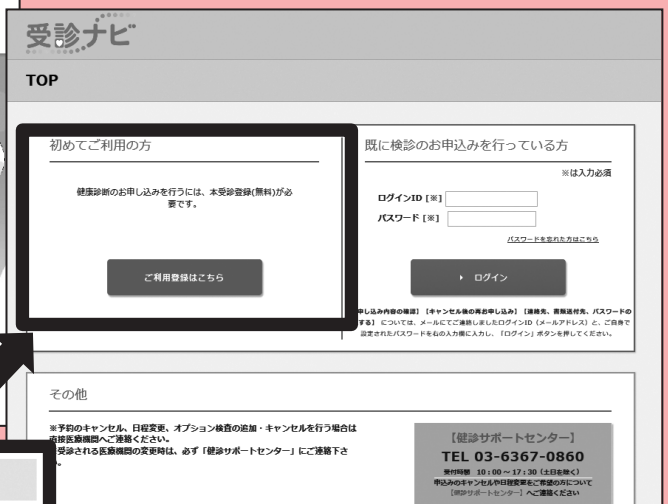 受診ナビ
TOP
初めてご利用の方
健康診断のお申し込みを行うには、本受診登録(無料)が必
要です。
ご利用登録はこちら
既に検診のお申込みを行っている方
※は入力必須
ログインID [※]
パスワード [※]
パスワードを忘れた方はこちら
ログイン
申し込み内容の確認】【キャンセル後の再お申し込み】【連絡先、書類送付先、パスワードの
する】 については、メールにてご連絡しましたログインID(メールアドレス)と、ご自身で
設定されたパスワードを右の入力欄に入力し、「ログイン」ボタンを押してください。
その他
※予約のキャンセル、日程変更、オプション検査の追加・キャンセルを行う場合は
直接医療機関へご連絡ください。
受診される医療機関の変更時は、必ず「健診サポートセンター」にご連絡下さ
い。
【健診サポートセンター】
TEL 03-6367-0860
受付時間 10:00~17:30(土日を除く)
申込みのキャンセルや日程変更をご希望の方について
【健診サポートセンター】へご連絡ください